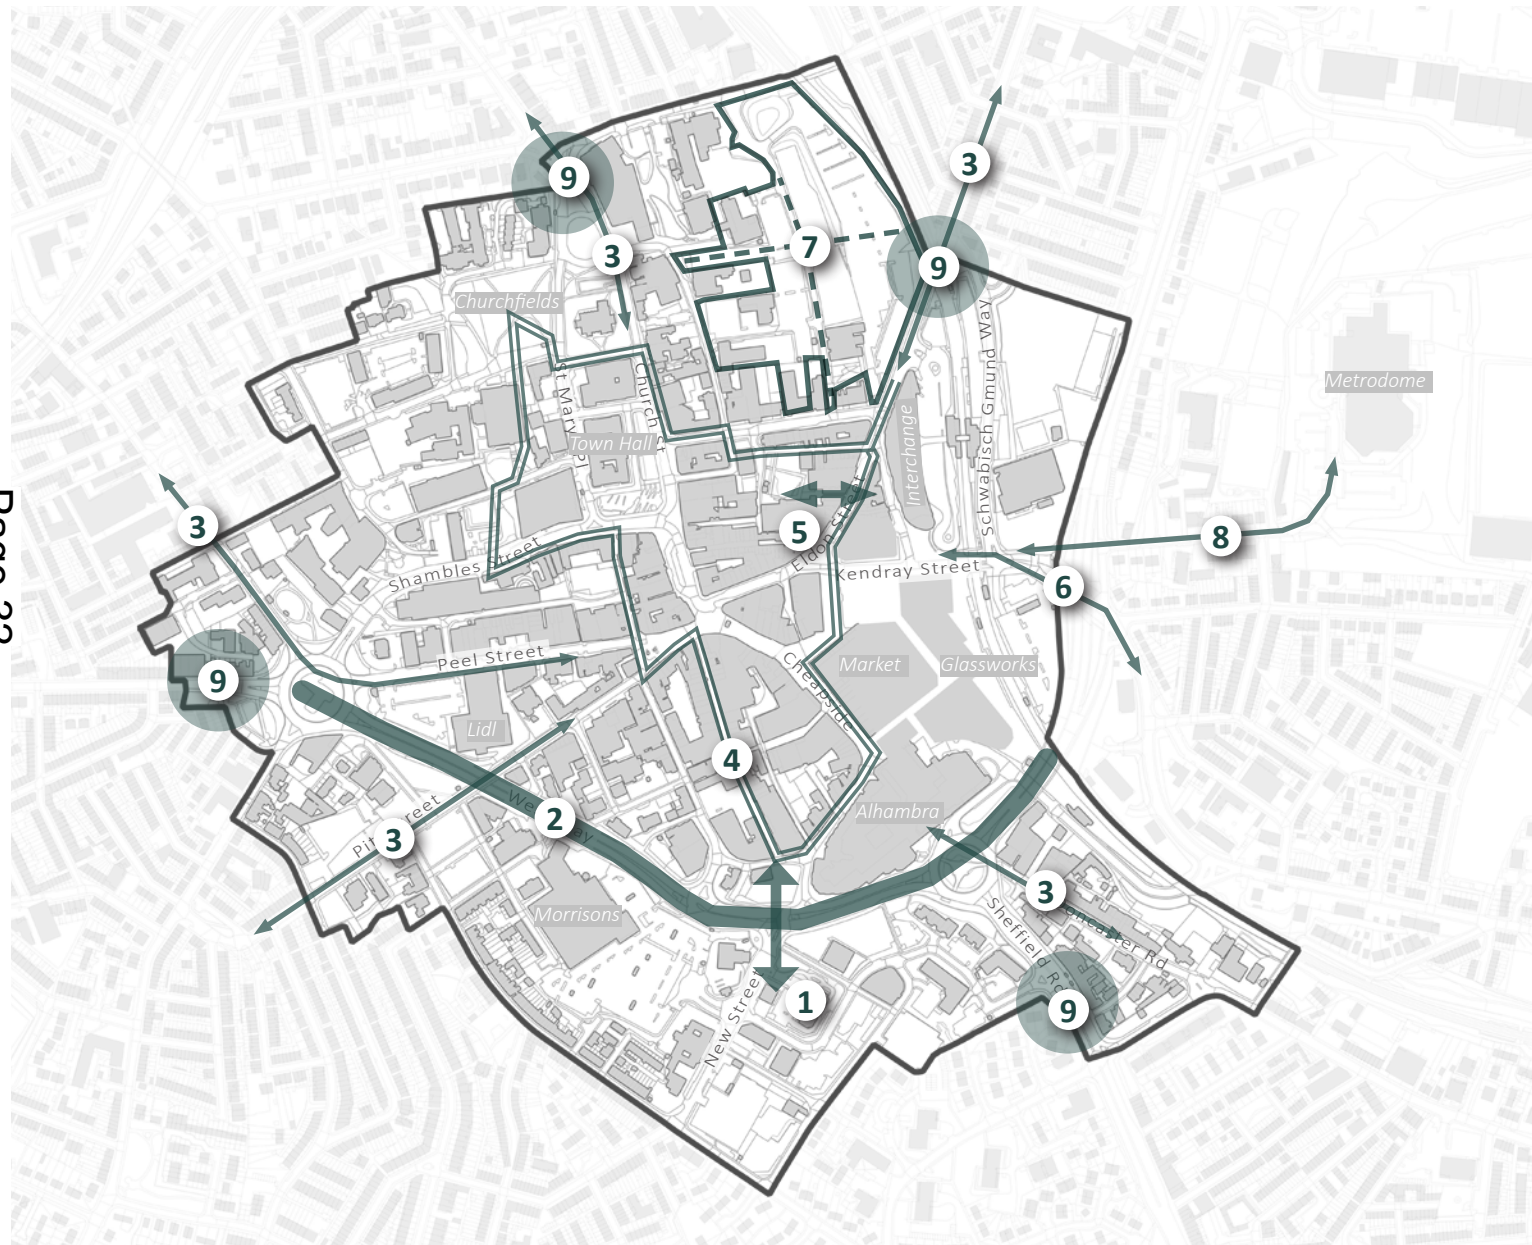 9
3
3
7
9
Churchfields
Schwabisch Gmund Way
Metrodome
Church St
Town Hall
Interchange
3
5
Eldon Street
8
Shambles Street
Kendray Street
6
Peel Street
Market
Glassworks
9
Cheapside
Lidl
4
2
Alhambra
3
3
Morrisons
Sheffield Rd
9
1
New Street